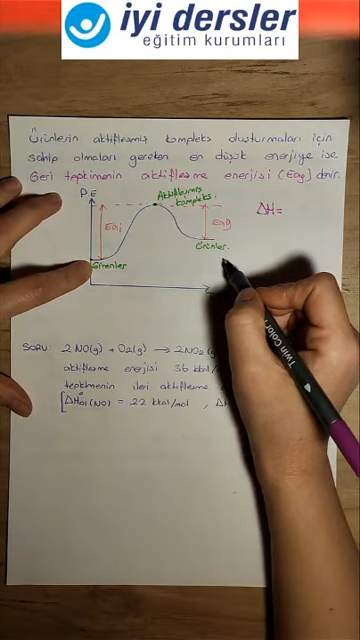 iyi dersler
eğitim kurumları
Ürünlerin aktifleşmiş kompleks oluşturmaları için
sahip olmaları gereken en düşük enerjiye ise
Geri tepkimenin aktifleşme enerjisi (Eag) denir.
P.E
Aktifleşmiş
kompleks.
ΔH=
Eai
Eag
Ürünler.
Girenler
SORU: 2NO(g) + O2(g) → 2NO2(g
aktifleşme enerjisi 36 kkal/
tepkimenin ileri aktifleşme
[ΔH°ol(NO) = 22 kkal/mol , ΔH
Twin Color